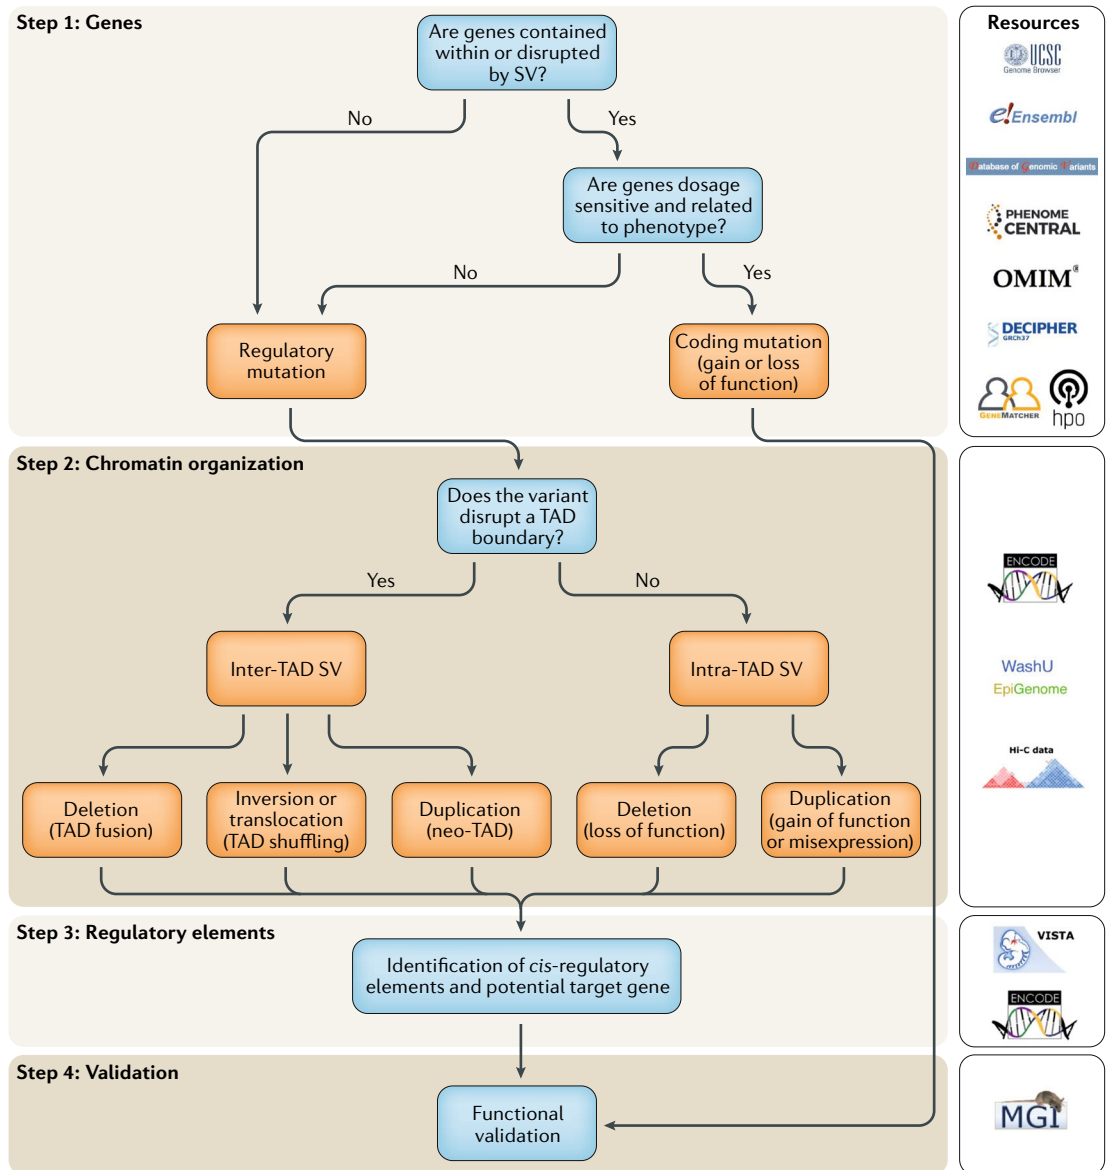 Step 1: Genes
Are genes contained
within or disrupted
by SV?
No
Yes
Are genes dosage
sensitive and related
to phenotype?
No
Yes
Regulatory
mutation
Coding mutation
(gain or loss
of function)
Step 2: Chromatin organization
Does the variant
disrupt a TAD
boundary?
Yes
No
Inter-TAD SV
Intra-TAD SV
Deletion
(TAD fusion)
Inversion or
translocation
(TAD shuffling)
Duplication
(neo-TAD)
Deletion
(loss of function)
Duplication
(gain of function
or misexpression)
Step 3: Regulatory elements
Identification of cis-regulatory
elements and potential target gene
Step 4: Validation
Functional
validation
Resources
UCSC
Genome Browser
e!Ensembl
Database of Genomic Variants
PHENOME
CENTRAL
OMIM®
DECIPHER
GRCh37
GENEMATCHER
hpo
ENCODE
WashU
EpiGenome
Hi-C data
VISTA
ENCODE
MGI